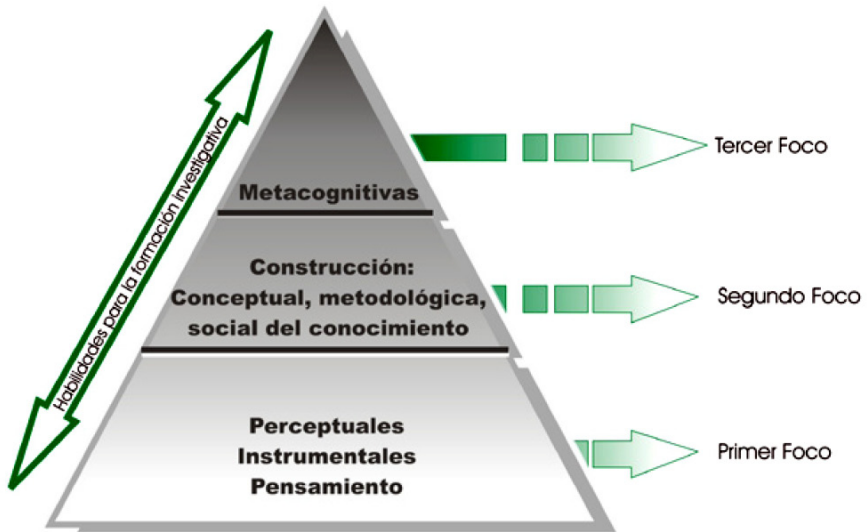 Habilidades para la formación investigativa
Metacognitivas
Tercer Foco
Construcción:
Conceptual, metodológica,
social del conocimiento
Segundo Foco
Perceptuales
Instrumentales
Pensamiento
Primer Foco